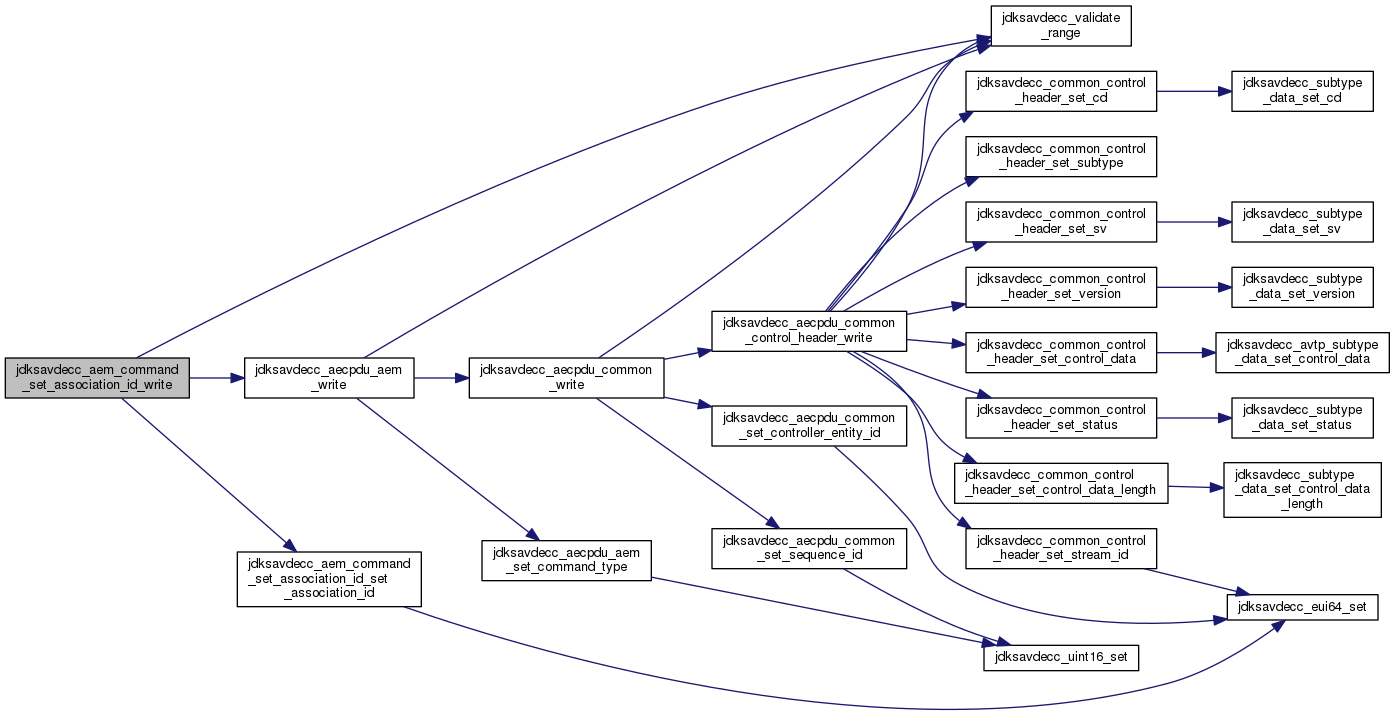 jdksavdecc_aem_command
_set_association_id_write
jdksavdecc_aecpdu_aem
_write
jdksavdecc_aem_command
_set_association_id_set
_association_id
jdksavdecc_aecpdu_common
_write
jdksavdecc_aecpdu_aem
_set_command_type
jdksavdecc_aecpdu_common
_control_header_write
jdksavdecc_aecpdu_common
_set_controller_entity_id
jdksavdecc_aecpdu_common
_set_sequence_id
jdksavdecc_validate
_range
jdksavdecc_common_control
_header_set_cd
jdksavdecc_common_control
_header_set_subtype
jdksavdecc_common_control
_header_set_sv
jdksavdecc_common_control
_header_set_version
jdksavdecc_common_control
_header_set_control_data
jdksavdecc_common_control
_header_set_status
jdksavdecc_common_control
_header_set_control_data_length
jdksavdecc_common_control
_header_set_stream_id
jdksavdecc_uint16_set
jdksavdecc_subtype
_data_set_cd
jdksavdecc_subtype
_data_set_sv
jdksavdecc_subtype
_data_set_version
jdksavdecc_avtp_subtype
_data_set_control_data
jdksavdecc_subtype
_data_set_status
jdksavdecc_subtype
_data_set_control_data
_length
jdksavdecc_eui64_set